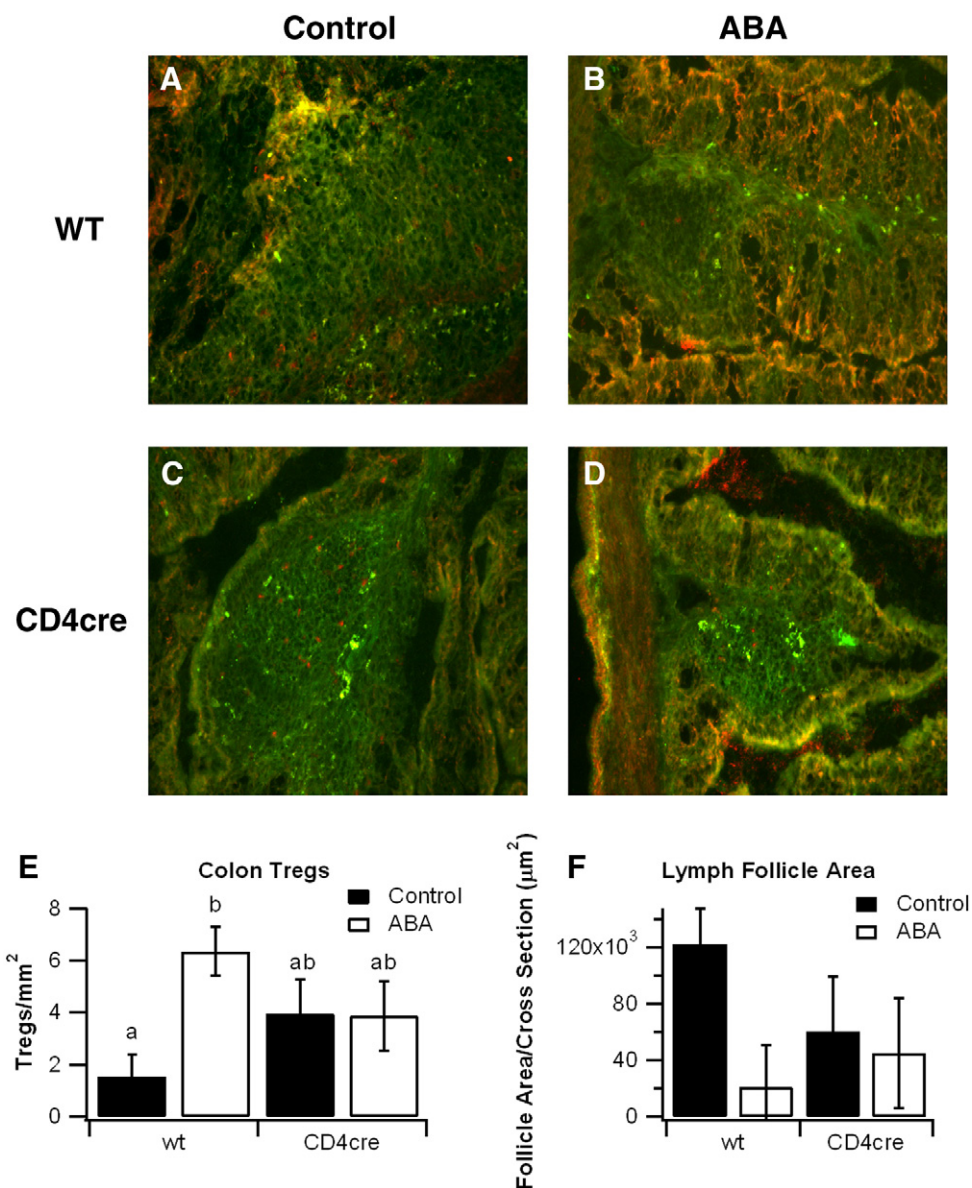 Control
ABA
A
B
WT
C
D
CD4cre
E
Colon Tregs
Control
ABA
Tregs/mm²
8
6
4
2
0
a
b
ab
ab
wt
CD4cre
F
Lymph Follicle Area
Control
ABA
Follicle Area/Cross Section (μm²)
120x10³
80
40
0
wt
CD4cre